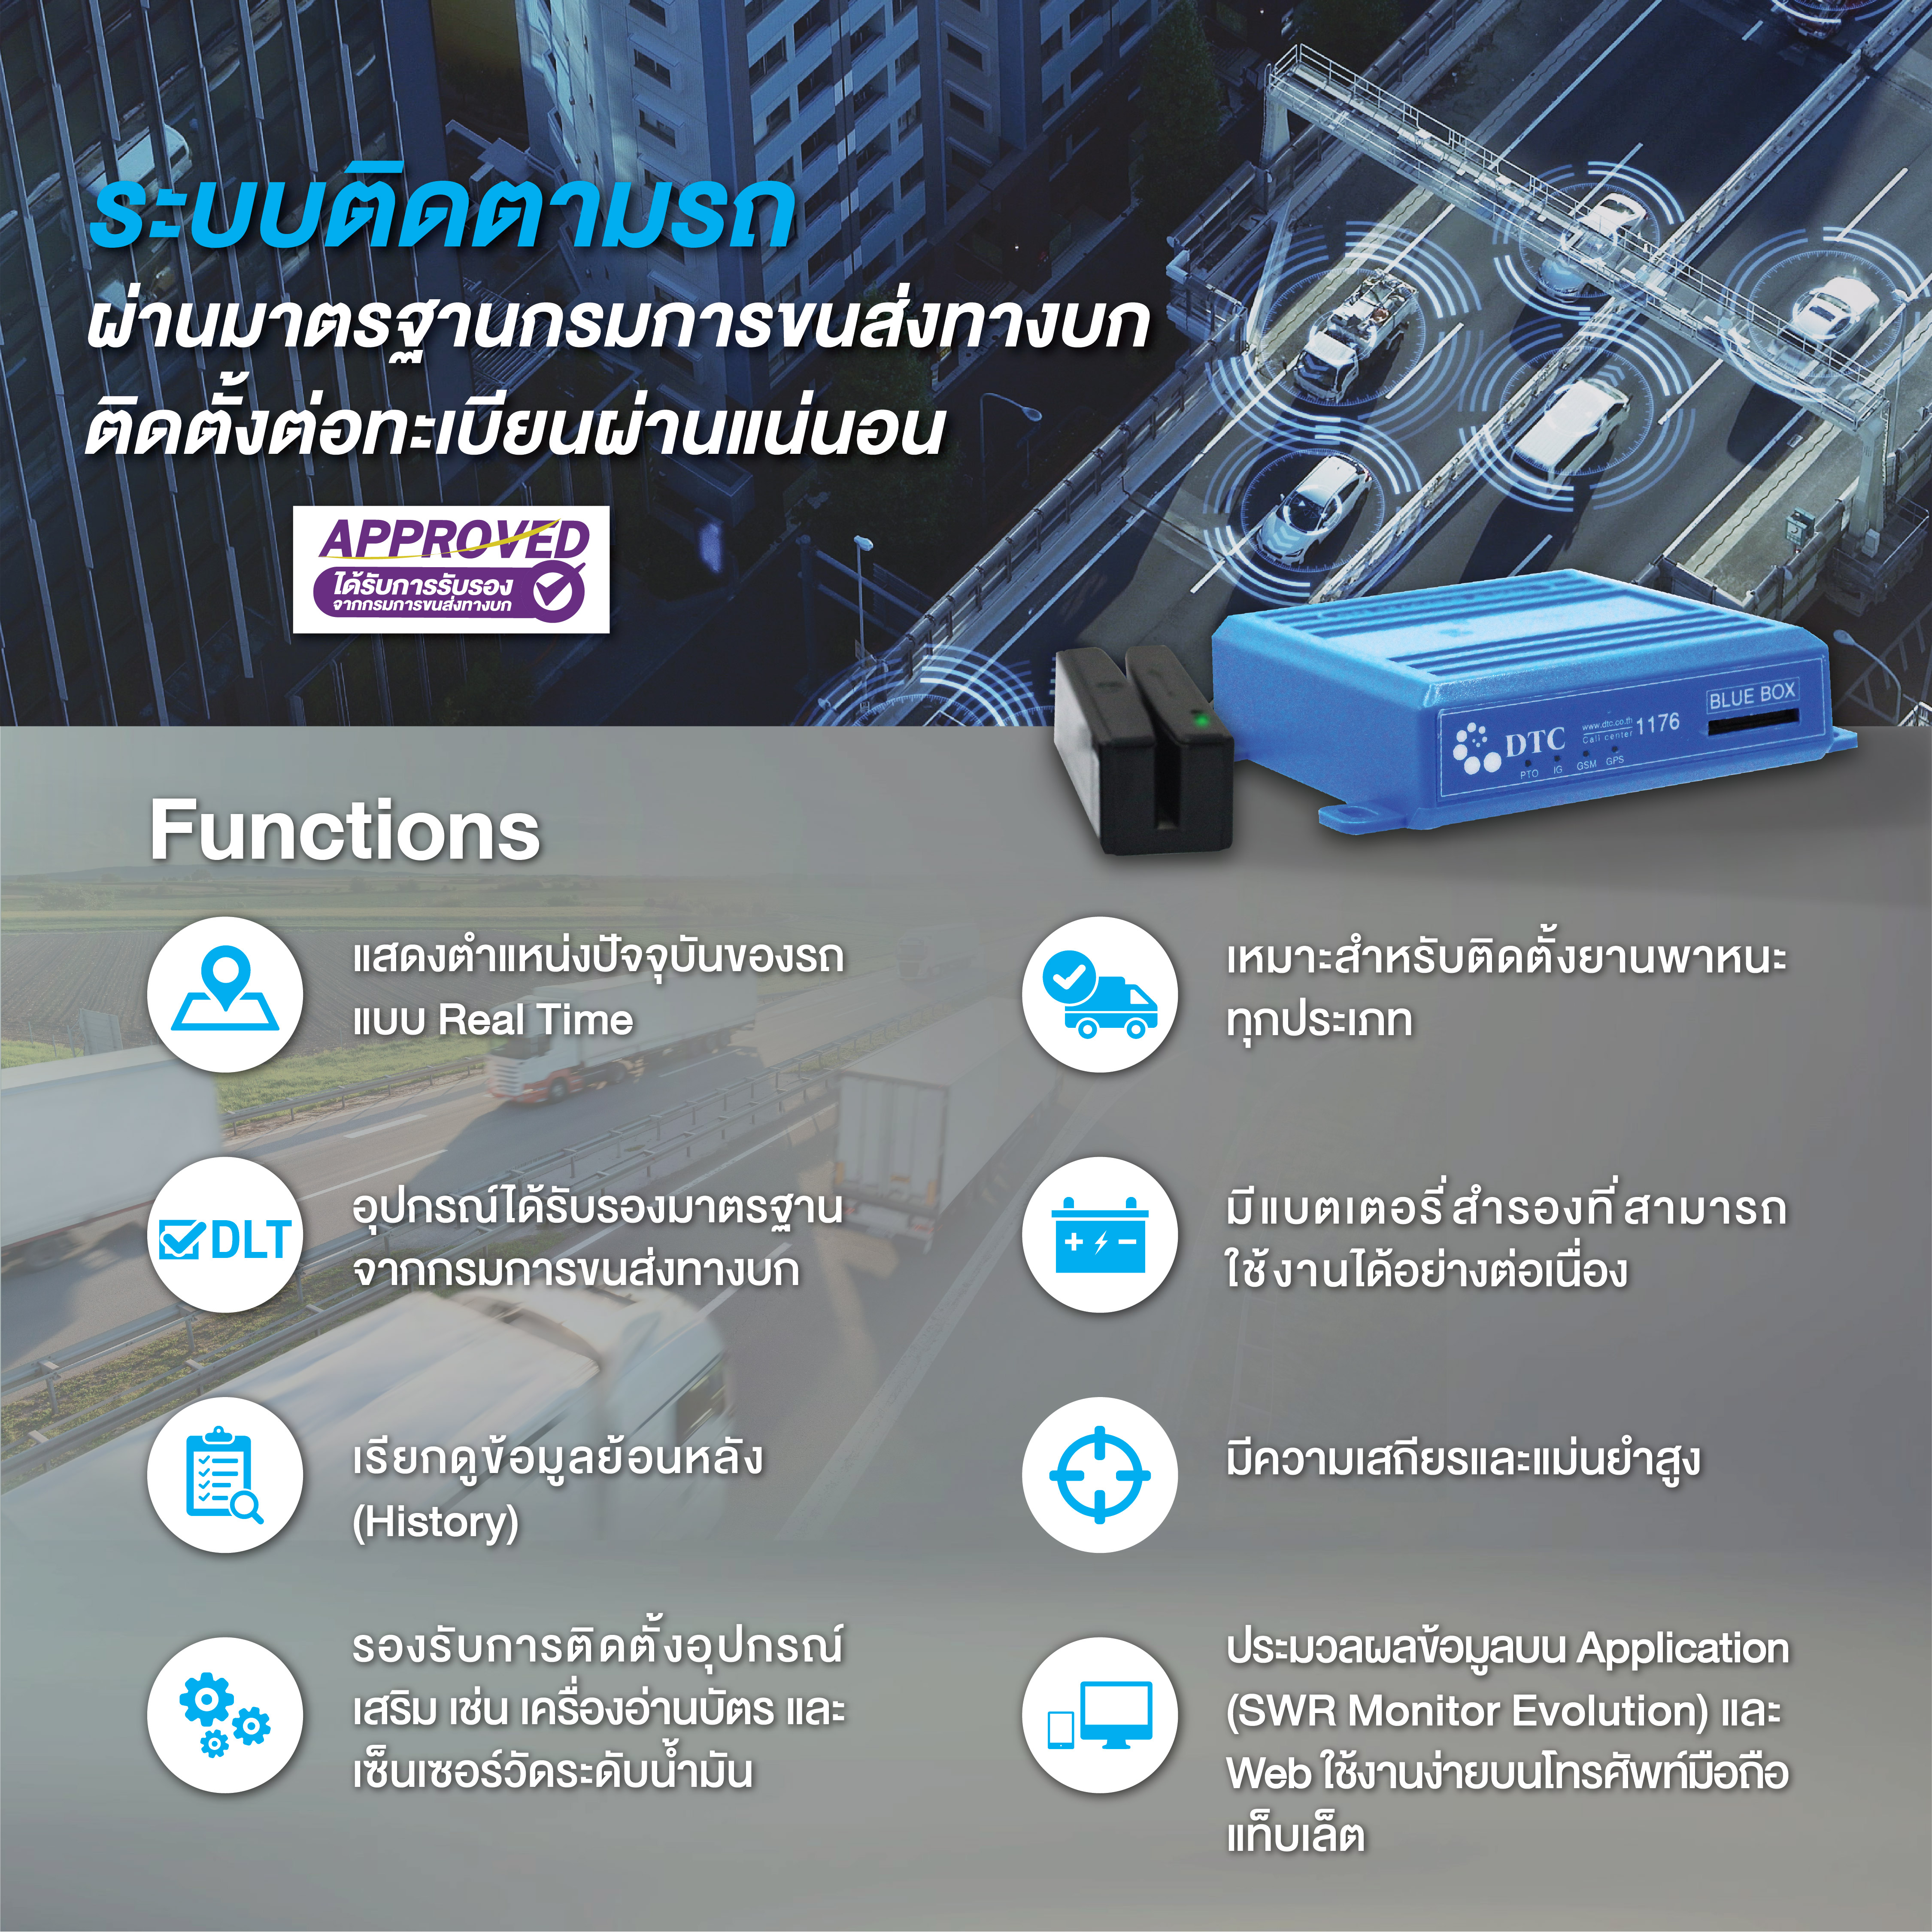 ระบบติดตามรถ
ผ่านมาตรฐานกรมการขนส่งทางบก
ติดตั้งต่อทะเบียนผ่านแน่นอน
APPROVED
ได้รับการรับรอง
จากกรมการขนส่งทางบก
BLUE BOX
DTC
www.dtc.co.th
Call center
1176
PTO IG GSM GPS
Functions
แสดงตำแหน่งปัจจุบันของรถ
แบบ Real Time
เหมาะสำหรับติดตั้งยานพาหนะ
ทุกประเภท
DLT
อุปกรณ์ได้รับรองมาตรฐาน
จากกรมการขนส่งทางบก
มีแบตเตอรี่สำรองที่สามารถ
ใช้งานได้อย่างต่อเนื่อง
เรียกดูข้อมูลย้อนหลัง
(History)
มีความเสถียรและแม่นยำสูง
รองรับการติดตั้งอุปกรณ์
เสริม เช่น เครื่องอ่านบัตร และ
เซ็นเซอร์วัดระดับน้ำมัน
ประมวลผลข้อมูลบน Application
(SWR Monitor Evolution) และ
Web ใช้งานง่ายบนโทรศัพท์มือถือ
แท็บเล็ต